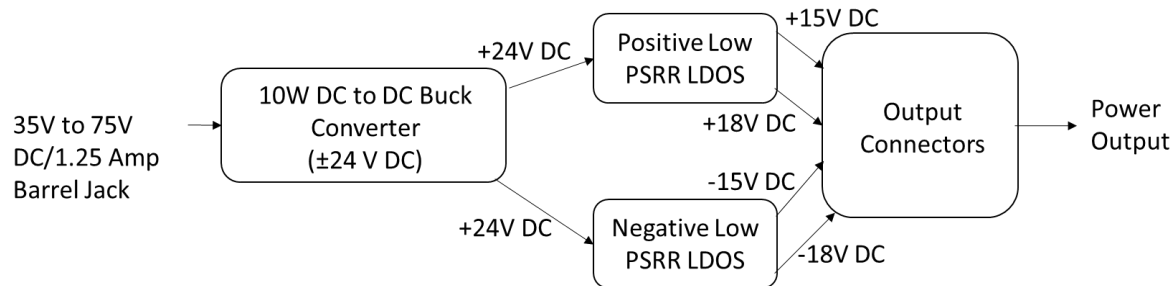 35V to 75V
DC/1.25 Amp
Barrel Jack
10W DC to DC Buck
Converter
(±24 V DC)
+24V DC
+24V DC
Positive Low
PSRR LDOS
Negative Low
PSRR LDOS
+15V DC
+18V DC
-15V DC
-18V DC
Output
Connectors
Power
Output